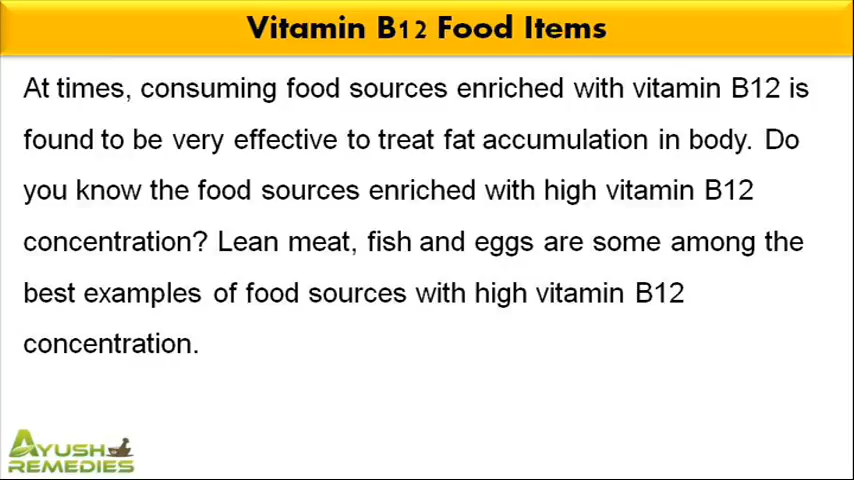 Vitamin B12 Food Items
At times, consuming food sources enriched with vitamin B12 is
found to be very effective to treat fat accumulation in body. Do
you know the food sources enriched with high vitamin B12
concentration? Lean meat, fish and eggs are some among the
best examples of food sources with high vitamin B12
concentration.
AYUSH
REMEDIES